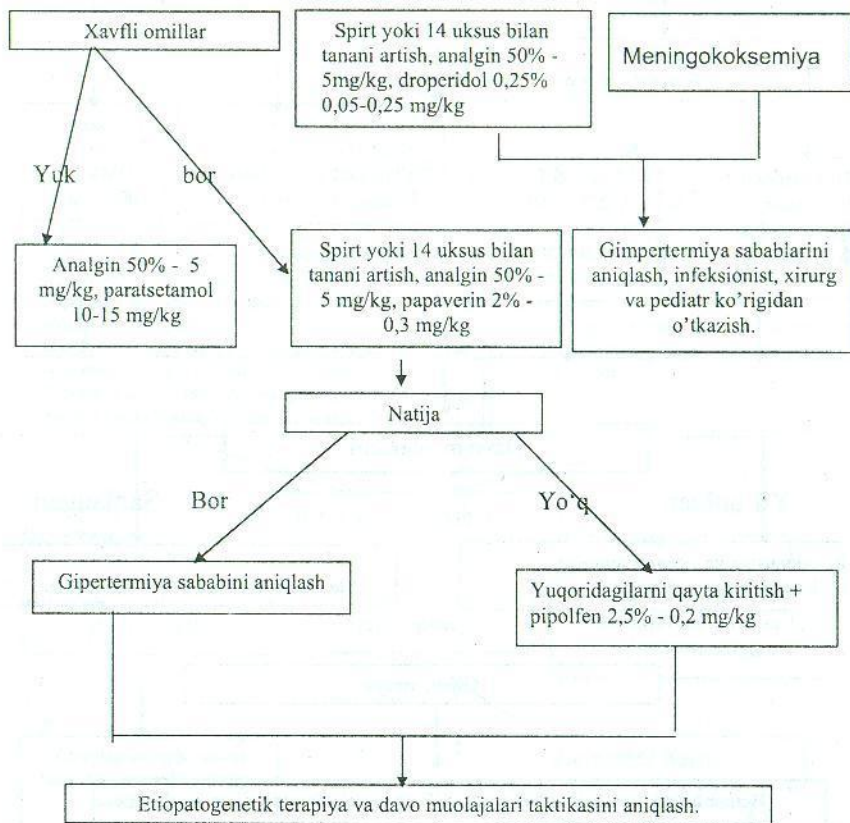 Xavfli omillar
Spirt yoki 14 uksus bilan
tanani artish, analgin 50% -
5mg/kg, droperidol 0,25%
0,05-0,25 mg/kg
Meningokoksemiya
Yuk
bor
Analgin 50% - 5
mg/kg, paratsetamol
10-15 mg/kg
Spirt yoki 14 uksus bilan
tanani artish, analgin 50% -
5 mg/kg, papaverin 2% -
0,3 mg/kg
Gimpertermiya sabablarini
aniqlash, infeksionist, xirurg
va pediatr ko’rigidan
o’tkazish.
Natija
Bor
Yo‘q
Gipertermiya sababini aniqlash
Yuqoridagilarni qayta kiritish +
pipolfen 2,5% - 0,2 mg/kg
Etiopatogenetik terapiya va davo muolajalari taktikasini aniqlash.